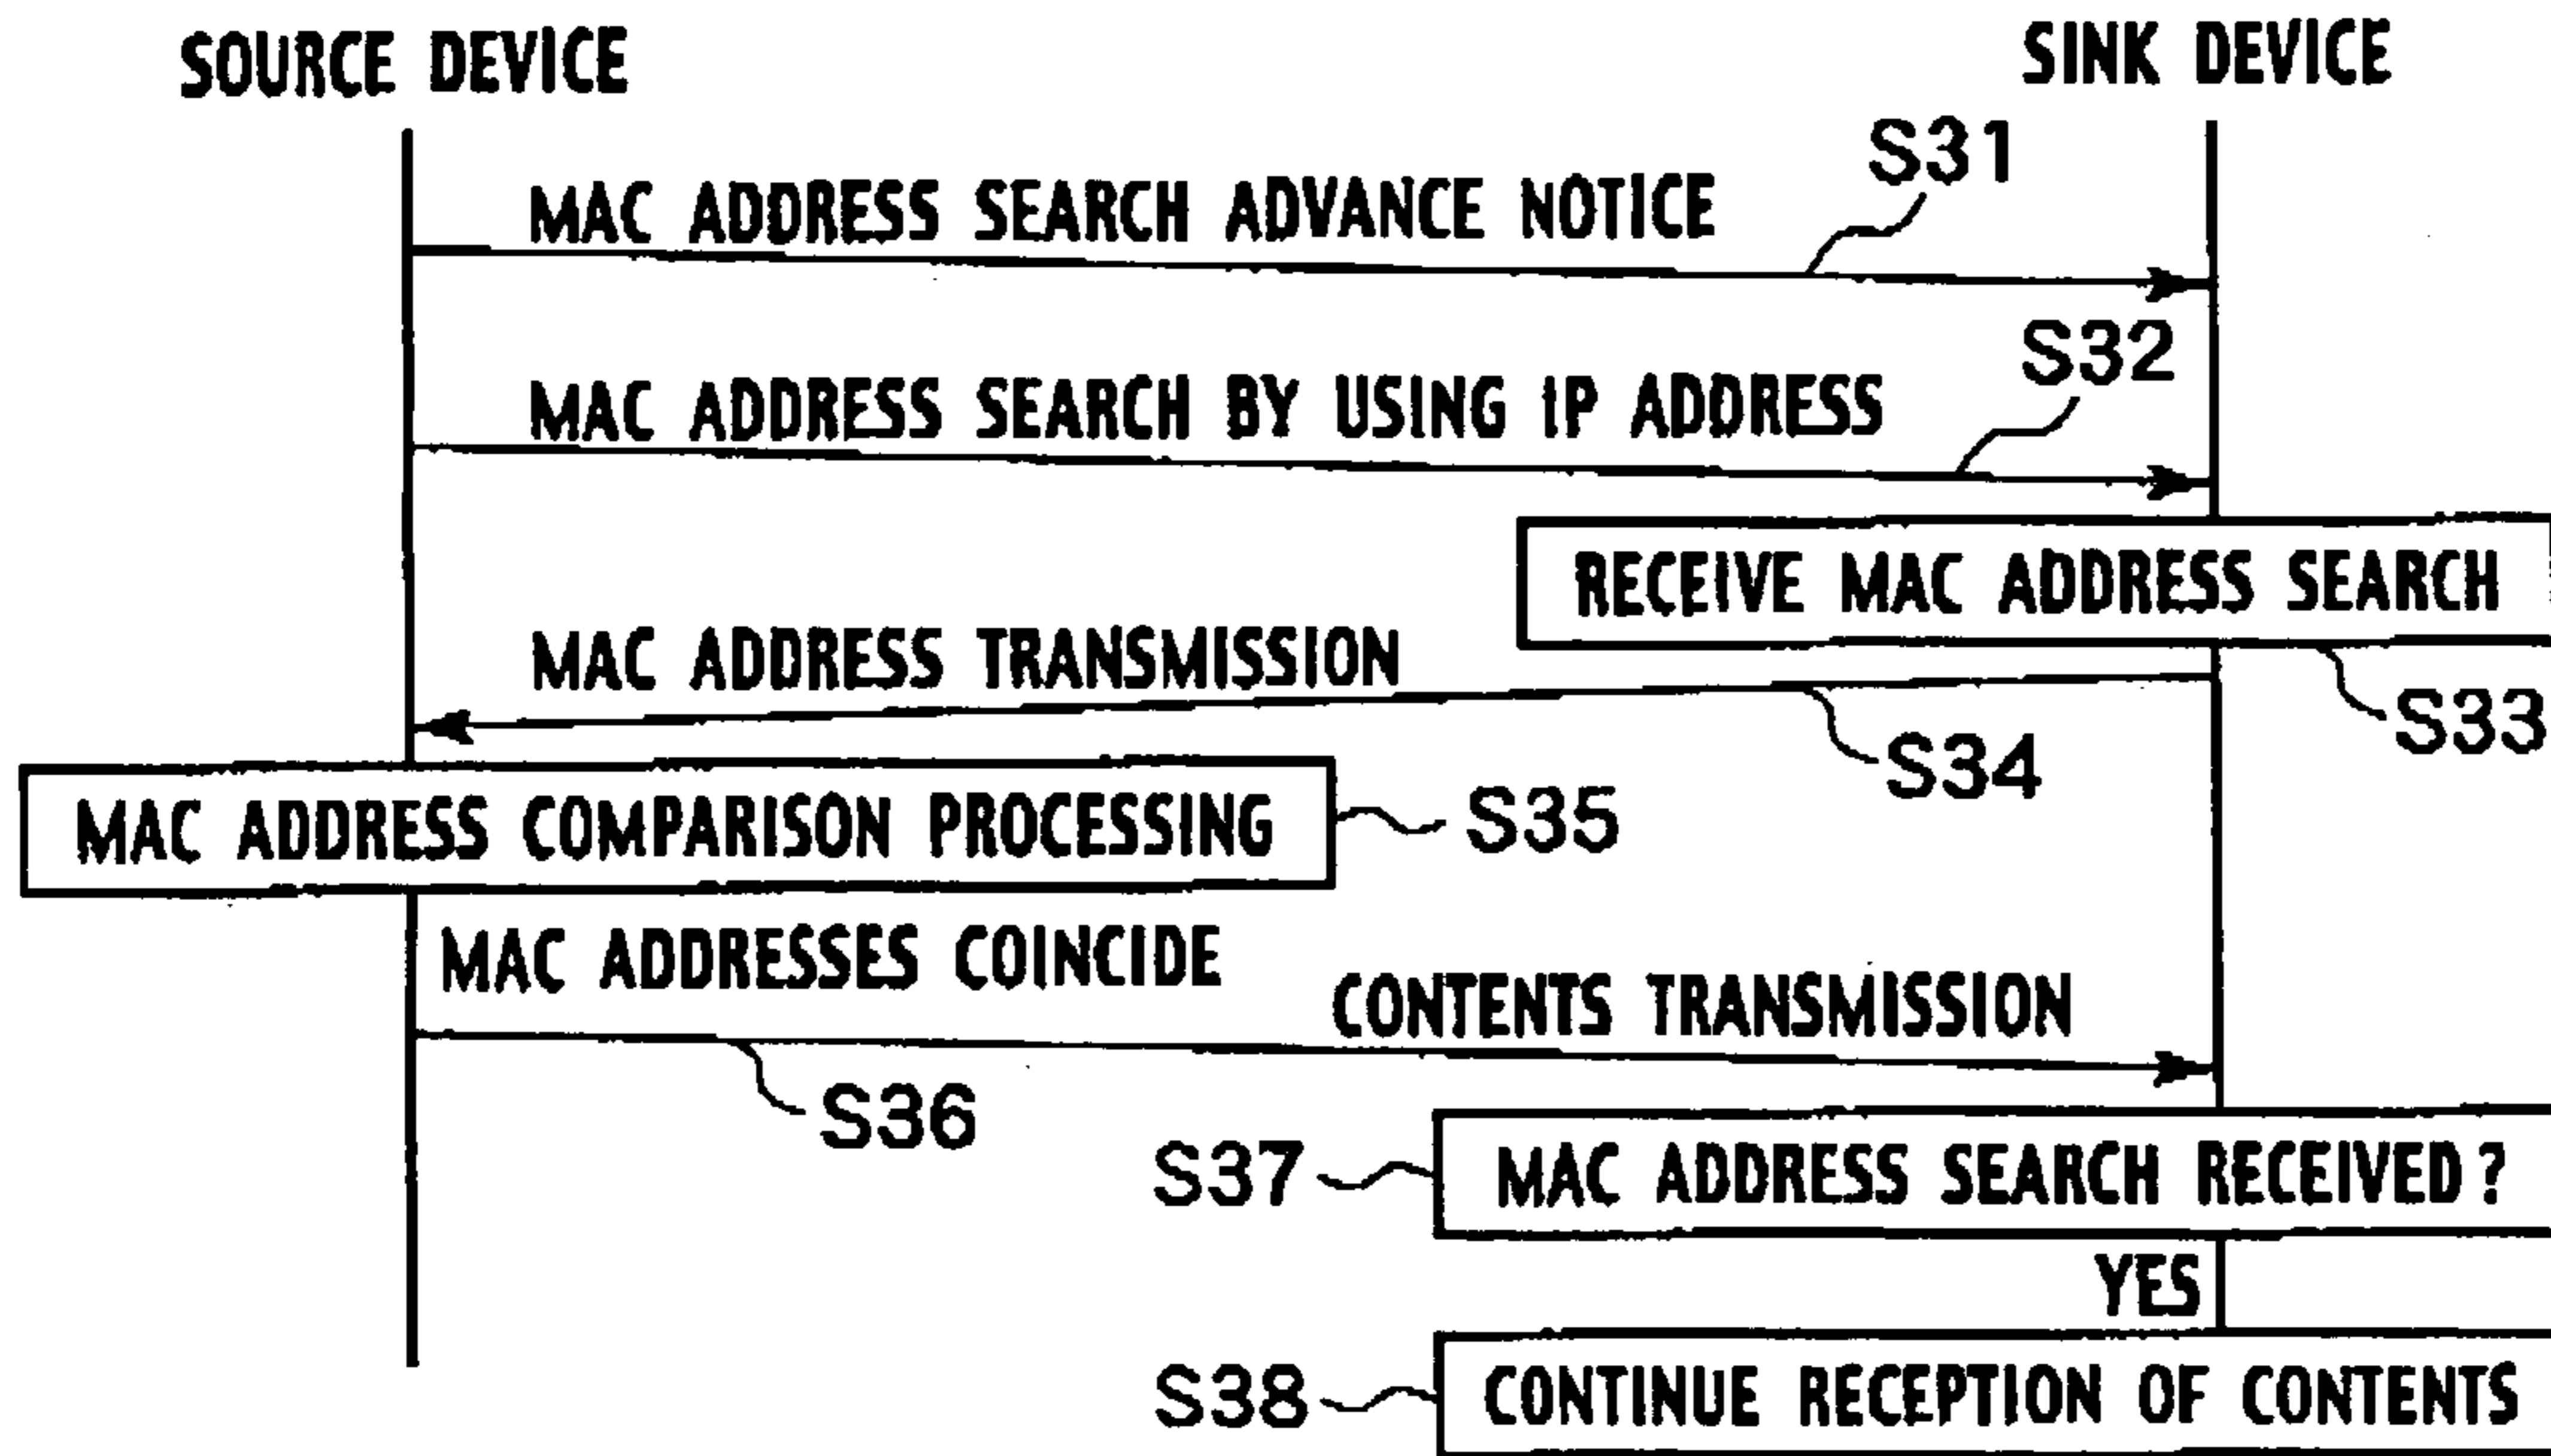 SOURCE DEVICE
SINK DEVICE
S31
MAC ADDRESS SEARCH ADVANCE NOTICE
S32
MAC ADDRESS SEARCH BY USING IP ADDRESS
RECEIVE MAC ADDRESS SEARCH
S33
MAC ADDRESS TRANSMISSION
S34
MAC ADDRESS COMPARISON PROCESSING
S35
MAC ADDRESSES COINCIDE
CONTENTS TRANSMISSION
S36
S37
MAC ADDRESS SEARCH RECEIVED?
YES
S38
CONTINUE RECEPTION OF CONTENTS